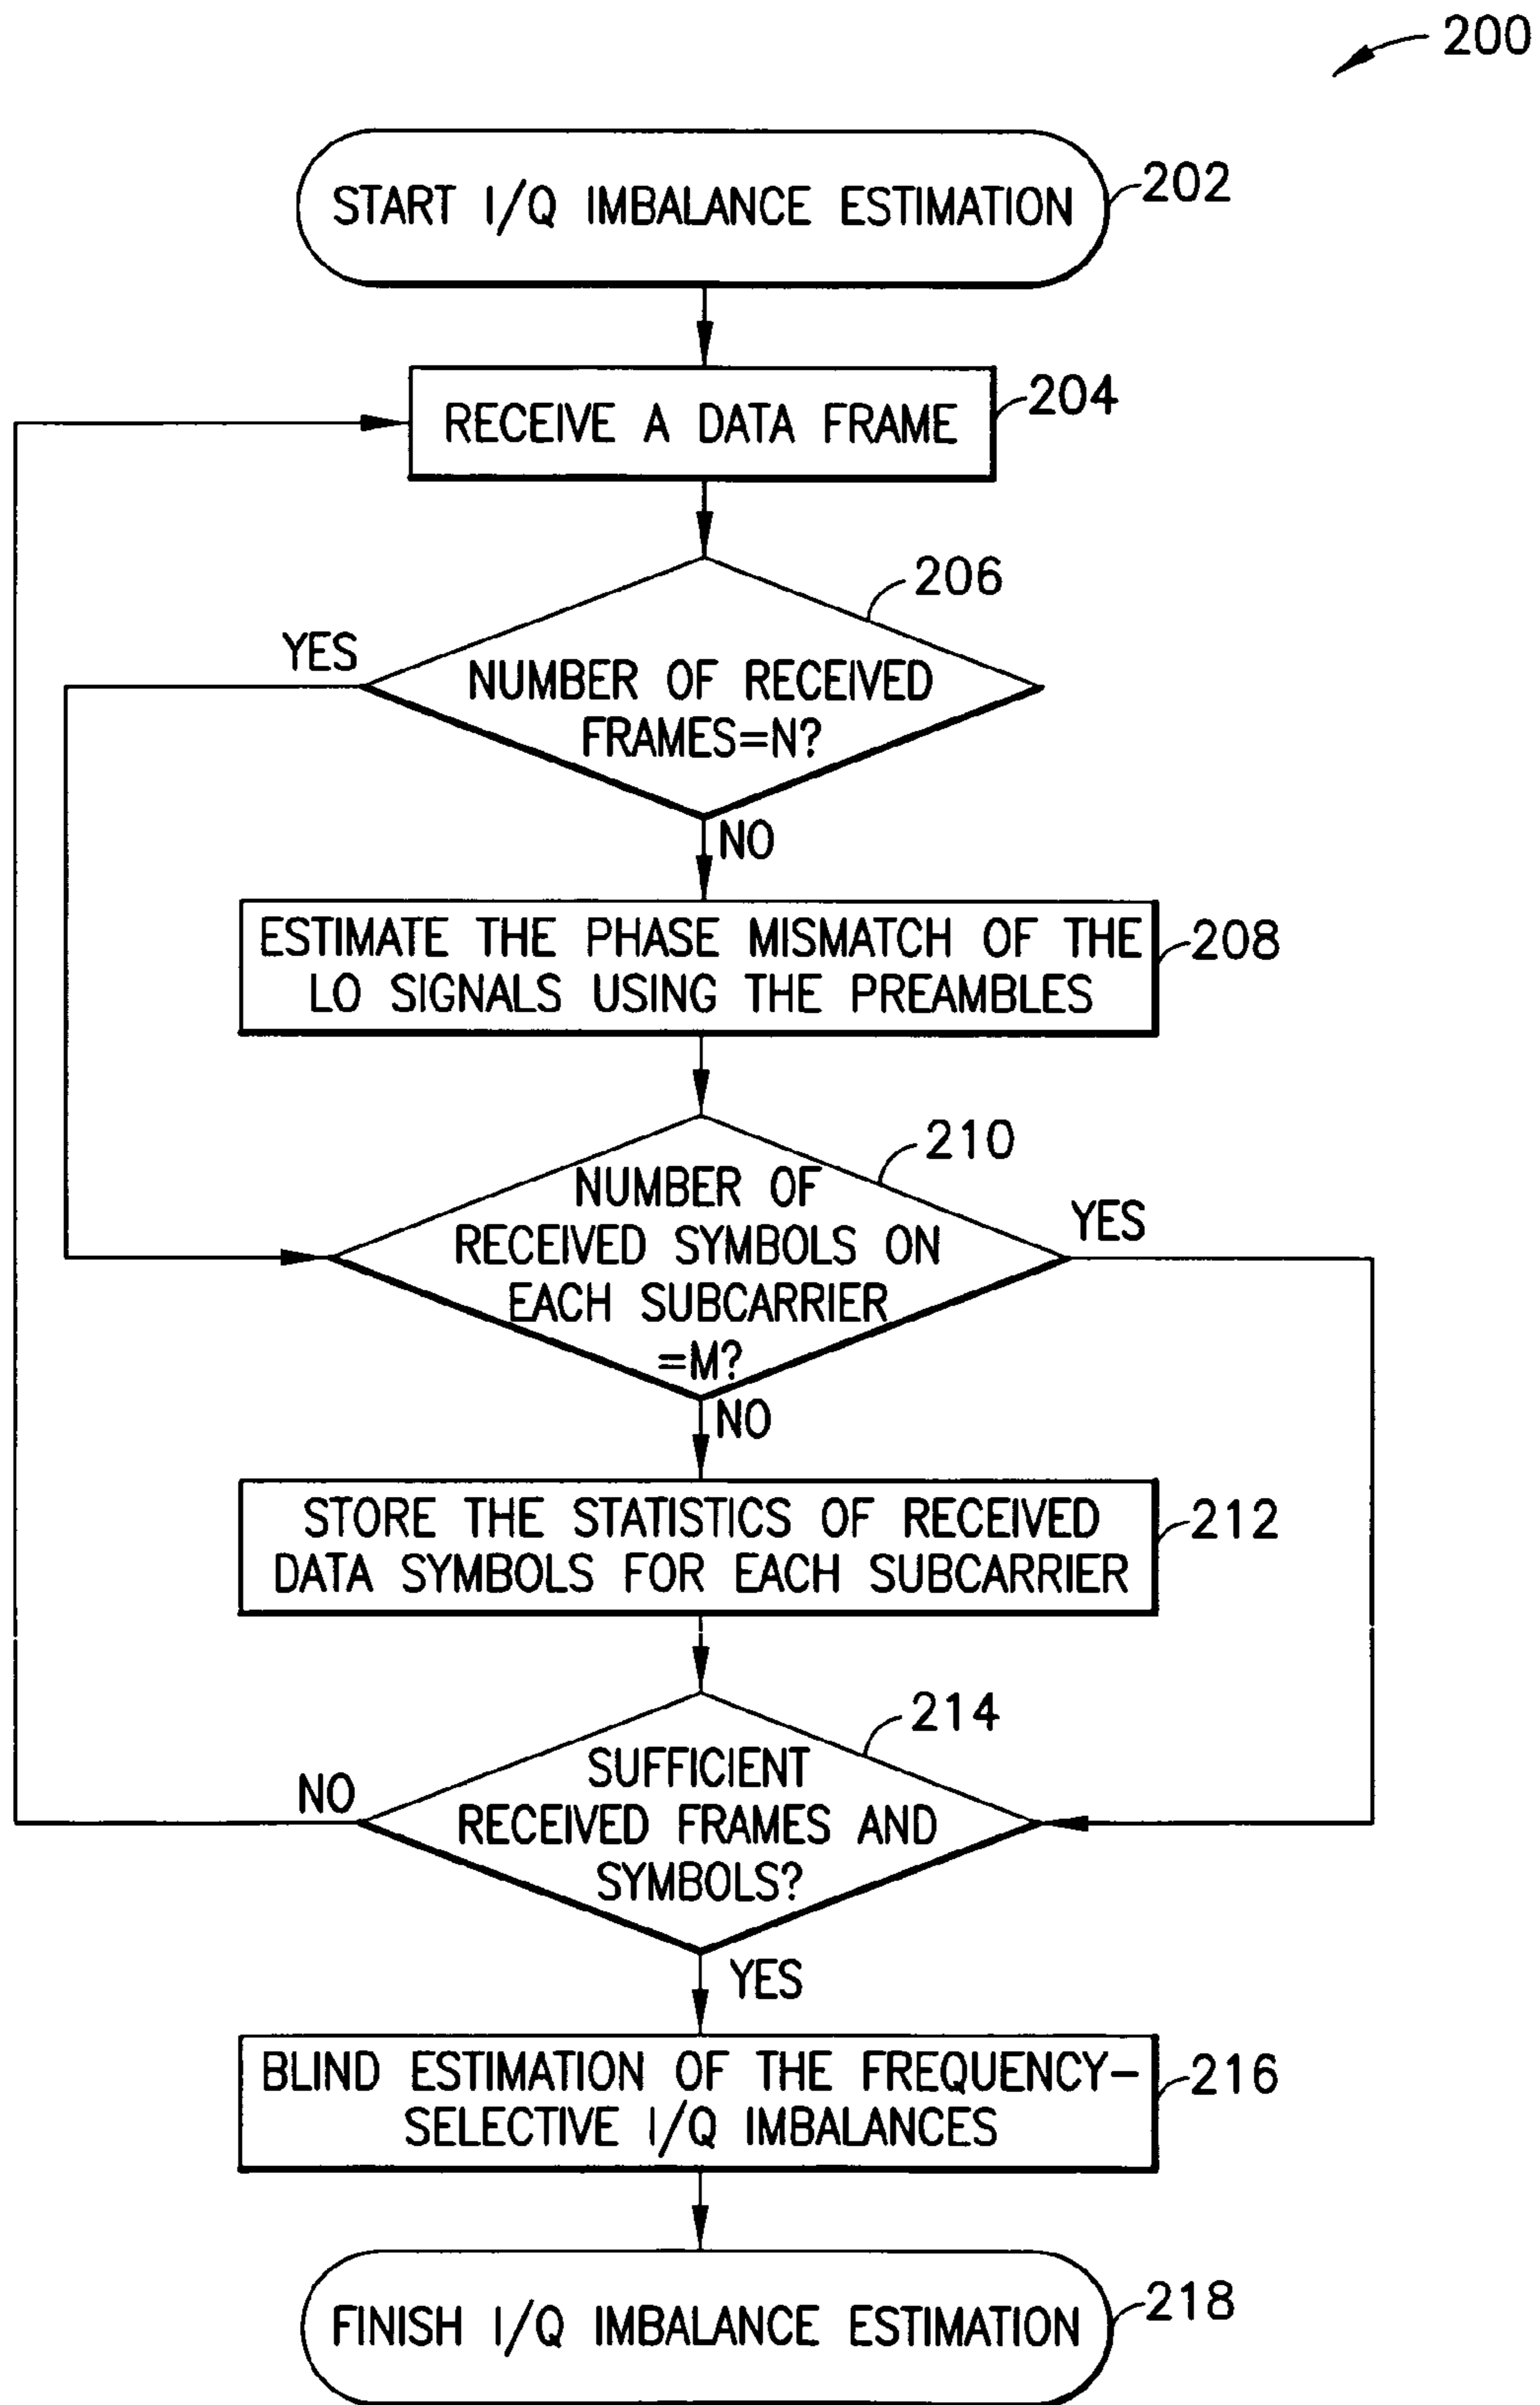 200
START I/Q IMBALANCE ESTIMATION
202
RECEIVE A DATA FRAME
204
206
YES
NUMBER OF RECEIVED
FRAMES=N?
NO
ESTIMATE THE PHASE MISMATCH OF THE
LO SIGNALS USING THE PREAMBLES
208
210
NUMBER OF
RECEIVED SYMBOLS ON
EACH SUBCARRIER
=M?
YES
NO
STORE THE STATISTICS OF RECEIVED
DATA SYMBOLS FOR EACH SUBCARRIER
212
214
NO
SUFFICIENT
RECEIVED FRAMES AND
SYMBOLS?
YES
BLIND ESTIMATION OF THE FREQUENCY-
SELECTIVE I/Q IMBALANCES
216
FINISH I/Q IMBALANCE ESTIMATION
218